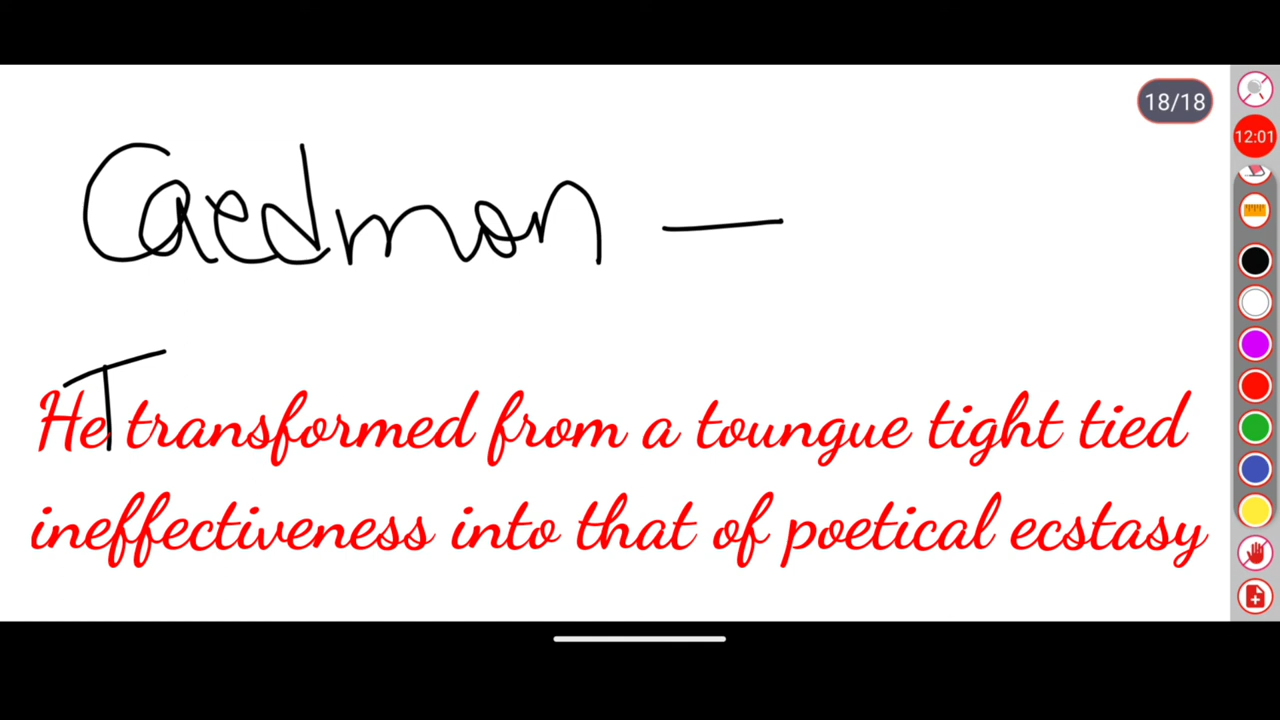 18/18
12:01
Caedmon —
T
He transformed from a toungue tight tied
ineffectiveness into that of poetical ecstasy